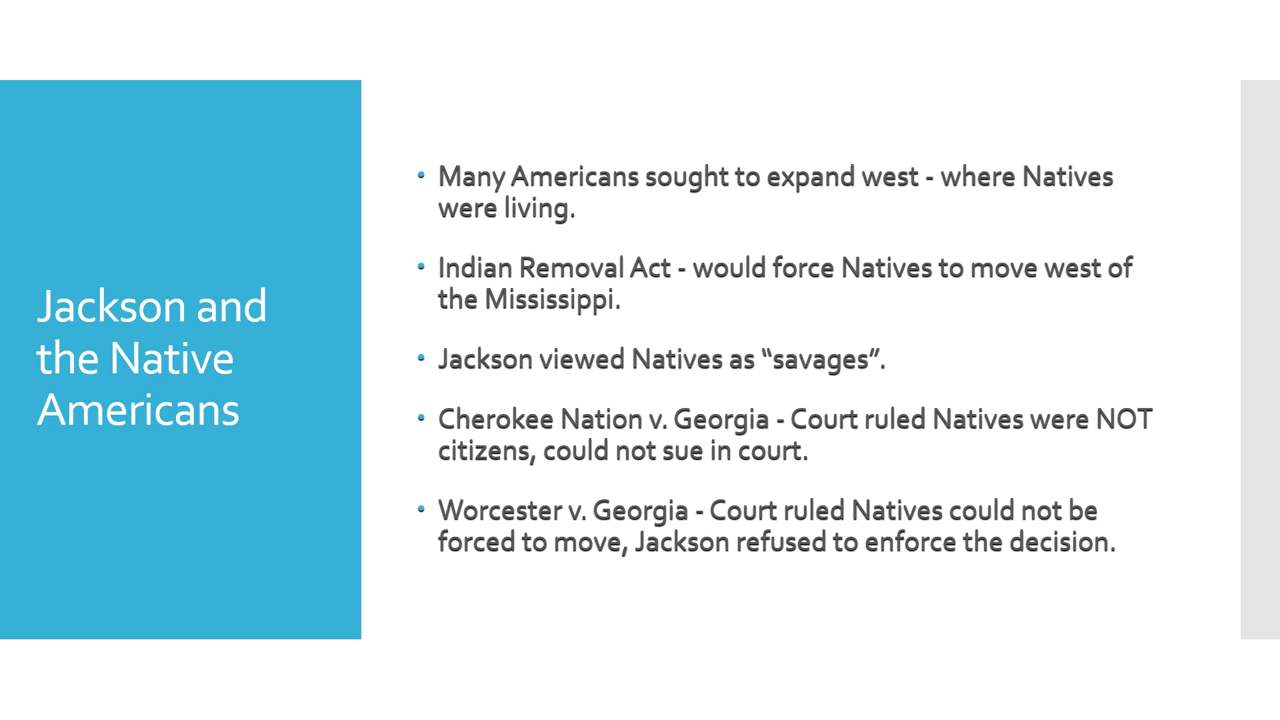 Jackson and
the Native
Americans
• Many Americans sought to expand west - where Natives
were living.
• Indian Removal Act - would force Natives to move west of
the Mississippi.
• Jackson viewed Natives as “savages”.
• Cherokee Nation v. Georgia - Court ruled Natives were NOT
citizens, could not sue in court.
• Worcester v. Georgia - Court ruled Natives could not be
forced to move, Jackson refused to enforce the decision.